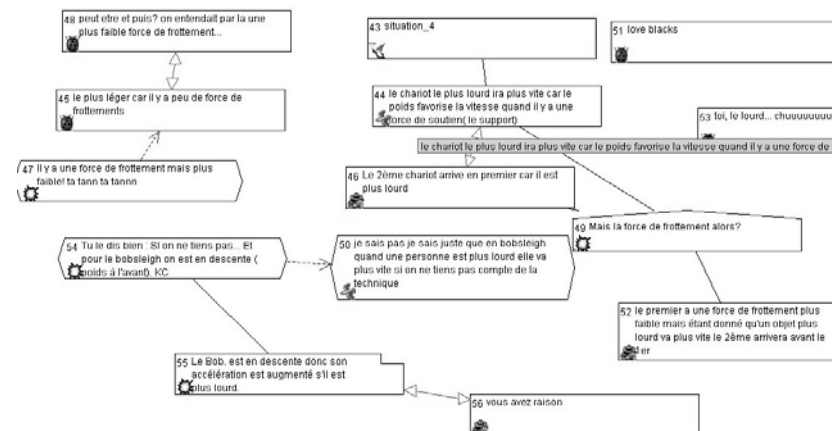 48 peut etre et puis? on entendait par la une
plus faible force de frottement...
43 situation_4
51 love blacks
45 le plus léger car il y a peu de force de
frottements
44 le chariot le plus lourd ira plus vite car le
poids favorise la vitesse quand il y a une
force de soutien( le support)
53 toi, le lourd... chuuuuuuuu
le chariot le plus lourd ira plus vite car le poids favorise la vitesse quand il y a une force de
47 Il y a une force de frottement mais plus
faible! ta tann ta tannn
46 Le 2ème chariot arrive en premier car il est
plus lourd
49 Mais la force de frottement alors?
54 Tu le dis bien : SI on ne tiens pas... Et
pour le bobsleigh on est en descente (
poids à l'avant). KC
50 je sais pas je sais juste que en bobsleigh
quand une personne est plus lourd elle va
plus vite si on ne tiens pas compte de la
technique
52 le premier a une force de frottement plus
faible mais étant donné qu'un objet plus
lourd va plus vite le 2ème arrivera avant le
1er
55 Le Bob. est en descente donc son
accélération est augmenté s'il est
plus lourd.
56 vous avez raison